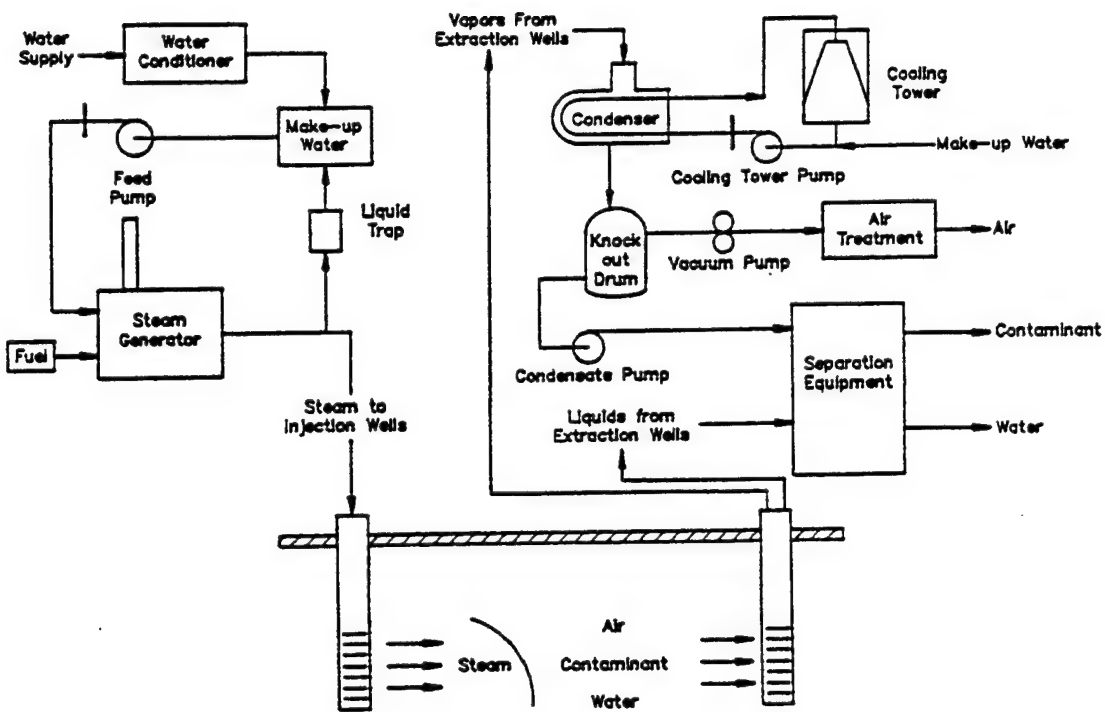 Water
Supply
Water
Conditioner
Make-up
Water
Feed
Pump
Liquid
Trap
Steam
Generator
Fuel
Steam to
Injection Wells
Vapors From
Extraction Wells
Condenser
Cooling
Tower
Make-up Water
Cooling Tower Pump
Knock
out
Drum
Vacuum Pump
Air
Treatment
Air
Condensate Pump
Separation
Equipment
Contaminant
Water
Liquids from
Extraction Wells
Steam
Air
Contaminant
Water